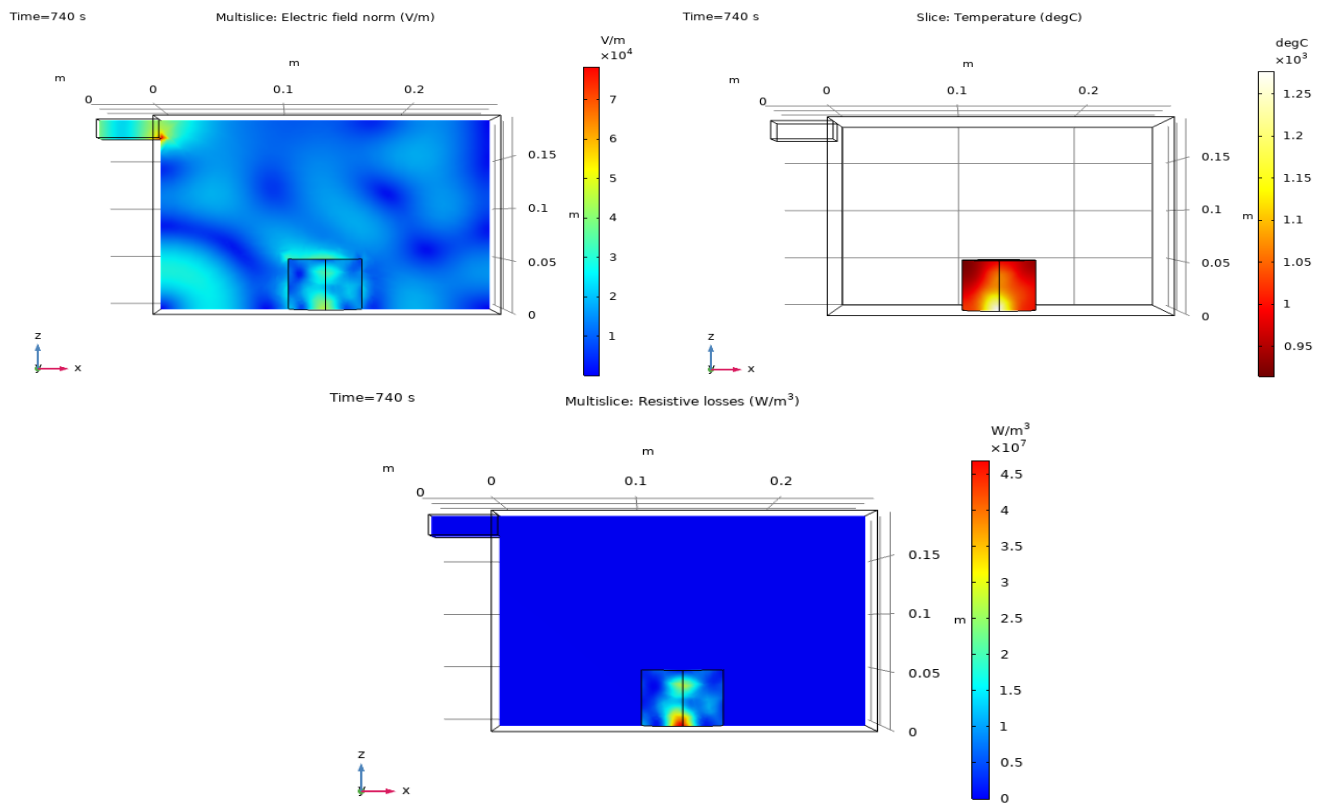 Time=740 s
Multislice: Electric field norm (V/m)
V/m
×10⁴
m
m
0
0
0.1
0.2
7
6
5
4
3
2
1
0.15
0.1
m
0.05
0
z
y
x
Time=740 s
Slice: Temperature (degC)
degC
×10³
m
m
0
0
0.1
0.2
1.25
1.2
1.15
1.1
1.05
1
0.95
0.15
0.1
m
0.05
0
z
y
x
Time=740 s
Multislice: Resistive losses (W/m³)
W/m³
×10⁷
m
m
0
0
0.1
0.2
4.5
4
3.5
3
2.5
2
1.5
1
0.5
0
0.15
0.1
m
0.05
0
z
y
x